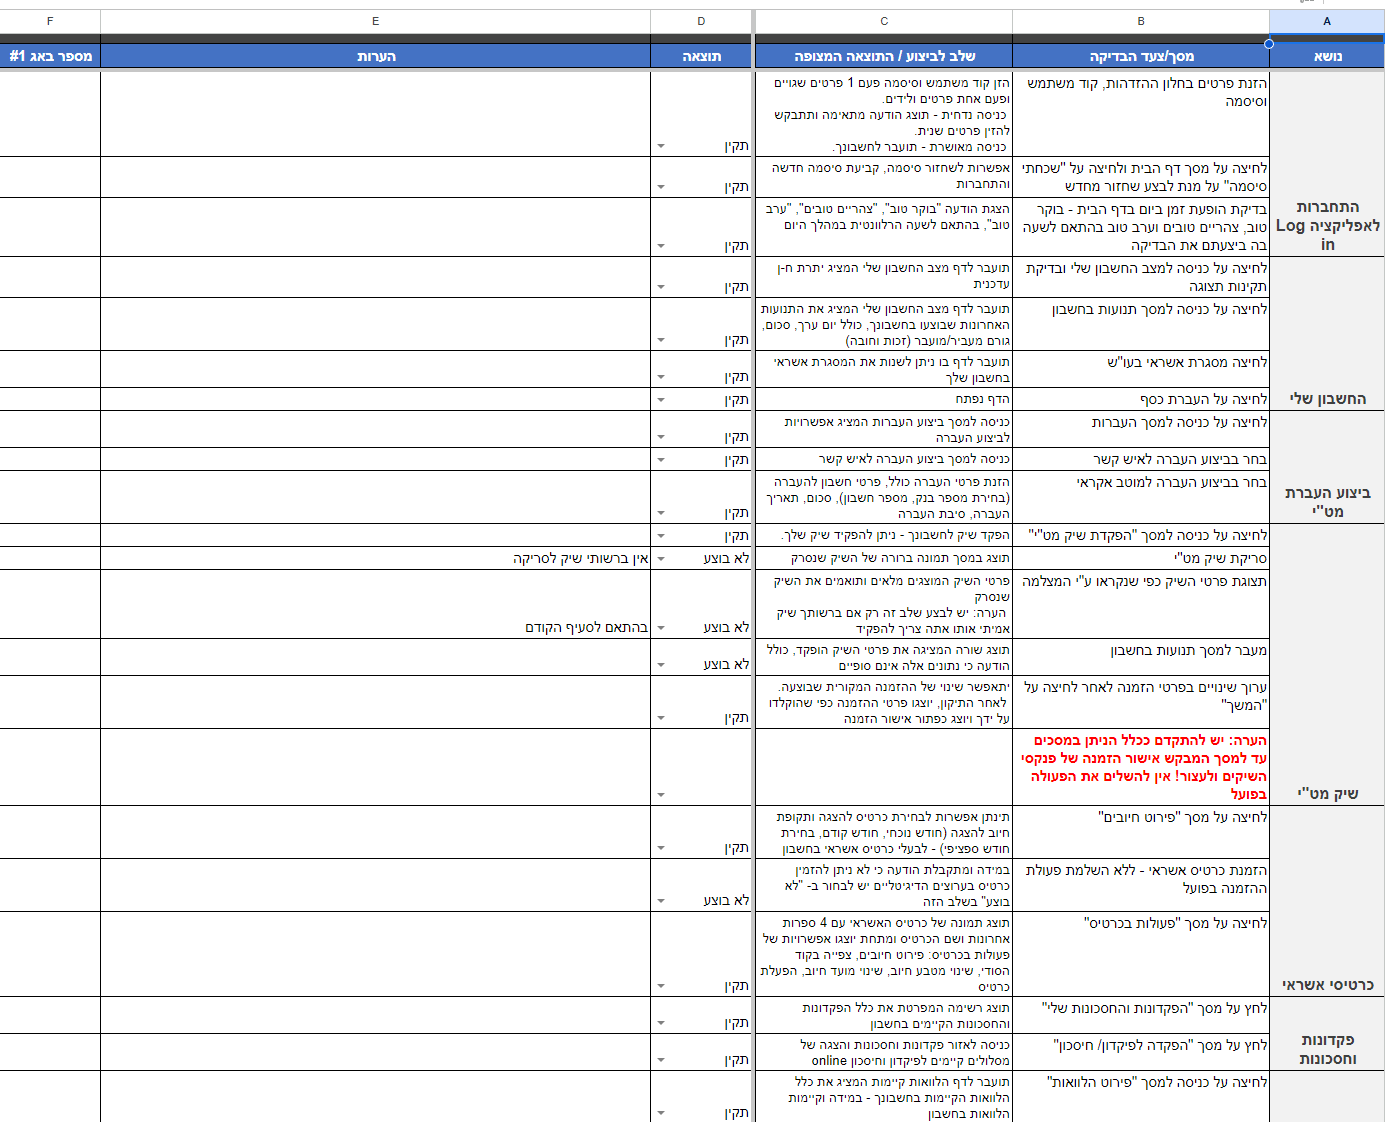 A
B
C
D
E
F
נושא
מסך/צעד הבדיקה
שלב לביצוע / התוצאה המצופה
תוצאה
הערות
מספר באג 1#
התחברות
לאפליקציה Log
in
הזנת פרטים בחלון ההזדהות, קוד משתמש
וסיסמה
הזן קוד משתמש וסיסמה פעם 1 פרטים שגויים
ופעם אחת פרטים ולידים.
כניסה נדחית - תוצג הודעה מתאימה ותתבקש
להזין פרטים שנית.
כניסה מאושרת - תועבר לחשבונך.
תקין
לחיצה על מסך דף הבית ולחיצה על "שכחתי
סיסמה" על מנת לבצע שחזור מחדש
אפשרות לשחזור סיסמה, קביעת סיסמה חדשה
והתחברות
תקין
בדיקת הופעת זמן ביום בדף הבית - בוקר
טוב, צהריים טובים וערב טוב בהתאם לשעה
בה ביצעתם את הבדיקה
הצגת הודעה "בוקר טוב", "צהריים טובים", "ערב
טוב", בהתאם לשעה הרלוונטית במהלך היום
תקין
החשבון שלי
לחיצה על כניסה למצב החשבון שלי ובדיקת
תקינות תצוגה
תועבר לדף מצב החשבון שלי המציג יתרת ח-ן
עדכנית
תקין
לחיצה על כניסה למסך תנועות בחשבון
תועבר לדף מצב החשבון שלי המציג את התנועות
האחרונות שבוצעו בחשבונך, כולל יום ערך, סכום,
גורם מעביר/מועבר (זכות וחובה)
תקין
לחיצה מסגרת אשראי בעו"ש
תועבר לדף בו ניתן לשנות את המסגרת אשראי
בחשבון שלך
תקין
לחיצה על העברת כסף
הדף נפתח
תקין
ביצוע העברת
מט"י
לחיצה על כניסה למסך העברות
כניסה למסך ביצוע העברות המציג אפשרויות
לביצוע העברה
תקין
בחר בביצוע העברה לאיש קשר
כניסה למסך ביצוע העברה לאיש קשר
תקין
בחר בביצוע העברה למוטב אקראי
הזנת פרטי העברה כולל, פרטי חשבון להעברה
(בחירת מספר בנק, מספר חשבון), סכום, תאריך
העברה, סיבת העברה
תקין
שיק מט"י
לחיצה על כניסה למסך "הפקדת שיק מט"י"
הפקד שיק לחשבונך - ניתן להפקיד שיק שלך.
תקין
סריקת שיק מט"י
תוצג במסך תמונה ברורה של השיק שנסרק
לא בוצע
אין ברשותי שיק לסריקה
תצוגת פרטי השיק כפי שנקראו ע"י המצלמה
פרטי השיק המוצגים מלאים ותואמים את השיק
שנסרק
הערה: יש לבצע שלב זה רק אם ברשותך שיק
אמיתי אותו אתה צריך להפקיד
לא בוצע
בהתאם לסעיף הקודם
מעבר למסך תנועות בחשבון
תוצג שורה המציגה את פרטי השיק הופקד, כולל
הודעה כי נתונים אלה אינם סופיים
לא בוצע
ערוך שינויים בפרטי הזמנה לאחר לחיצה על
"המשך"
יתאפשר שינוי של ההזמנה המקורית שבוצעה.
לאחר התיקון, יוצגו פרטי ההזמנה כפי שהוקלדו
על ידך ויוצג כפתור אישור הזמנה
תקין
הערה: יש להתקדם ככלל הניתן במסכים
עד למסך המבקש אישור הזמנה של פנקסי
השיקים ולעצור! אין להשלים את הפעולה
בפועל
כרטיסי אשראי
לחיצה על מסך "פירוט חיובים"
תינתן אפשרות לבחירת כרטיס להצגה ותקופת
חיוב להצגה (חודש נוכחי, חודש קודם, בחירת
חודש ספציפי) - לבעלי כרטיס אשראי בחשבון
תקין
הזמנת כרטיס אשראי - ללא השלמת פעולת
ההזמנה בפועל
במידה ומתקבלת הודעה כי לא ניתן להזמין
כרטיס בערוצים הדיגיטליים יש לבחור ב- "לא
בוצע" בשלב הזה
לא בוצע
לחיצה על מסך "פעולות בכרטיס"
תוצג תמונה של כרטיס האשראי עם 4 ספרות
אחרונות ושם הכרטיס ומתחת יוצגו אפשרויות של
פעולות בכרטיס: פירוט חיובים, צפייה בקוד
הסודי, שינוי מטבע חיוב, שינוי מועד חיוב, הפעלת
כרטיס
תקין
פקדונות
וחסכונות
לחץ על מסך "הפקדונות והחסכונות שלי"
תוצג רשימה המפרטת את כלל הפקדונות
והחסכונות הקיימים בחשבון
תקין
לחץ על מסך "הפקדה לפיקדון/ חיסכון"
כניסה לאזור פקדונות וחסכונות והצגה של
מסלולים קיימים לפיקדון וחיסכון online
תקין
לחיצה על כניסה למסך "פירוט הלוואות"
תועבר לדף הלוואות קיימות המציג את כלל
הלוואות הקיימות בחשבונך - במידה וקיימות
הלוואות בחשבון
תקין